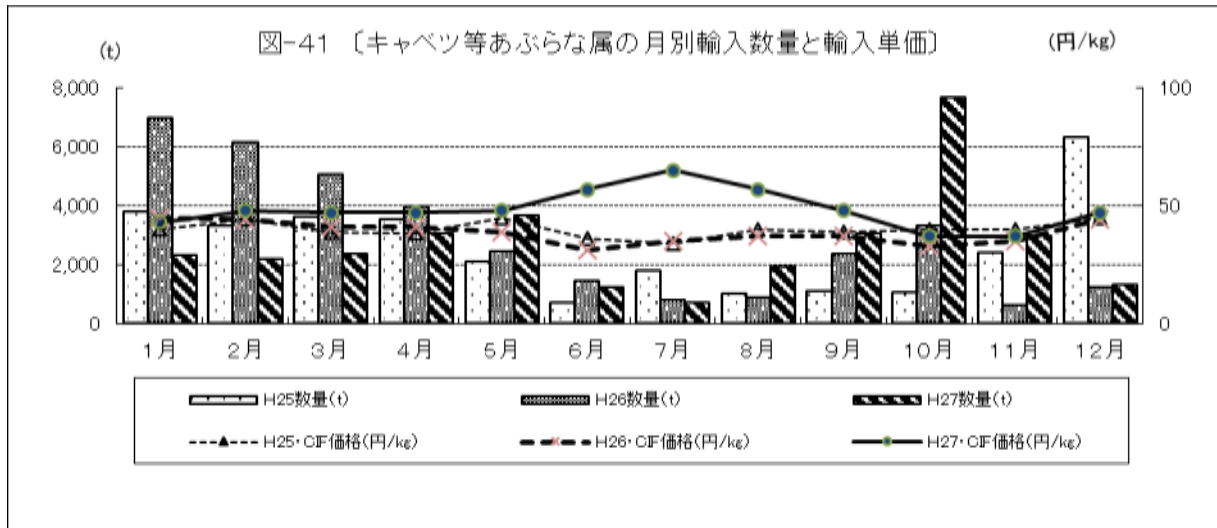 図-41 〔キャベツ等あぶらな属の月別輸入数量と輸入単価〕
(t) (円/kg)
8,000 100
6,000
4,000 50
2,000
0 0
1月 2月 3月 4月 5月 6月 7月 8月 9月 10月 11月 12月
H25数量(t) H26数量(t) H27数量(t)
H25・CIF価格(円/kg) H26・CIF価格(円/kg) H27・CIF価格(円/kg)